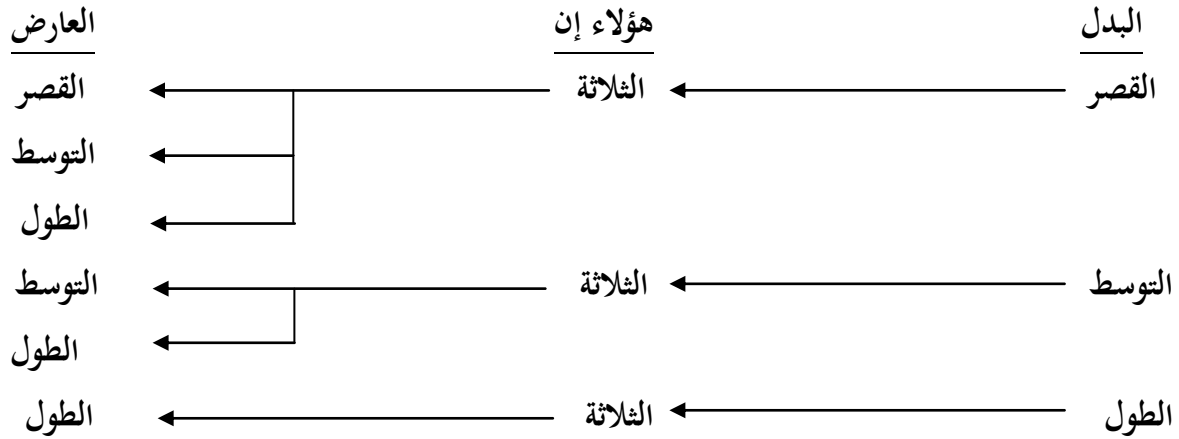 البدل هؤلاء إن العارض
القصر الثلاثة القصر
التوسط
الطول
التوسط الثلاثة التوسط
الطول
الطول الثلاثة الطول